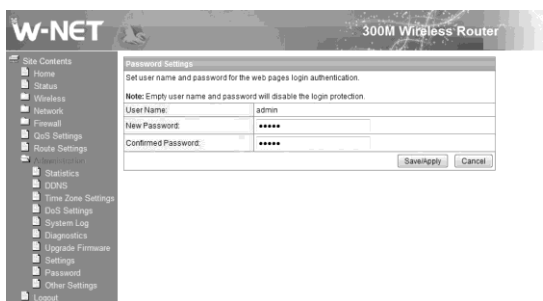 W-NET
300M Wireless Router
Site Contents
Home
Status
Wireless
Network
Firewall
QoS Settings
Route Settings
Administration
Statistics
DDNS
Time Zone Settings
DoS Settings
System Log
Diagnostics
Upgrade Firmware
Settings
Password
Other Settings
Logout
Password Settings
Set user name and password for the web pages login authentication.
Note: Empty user name and password will disable the login protection.
User Name: admin
New Password: •••••
Confirmed Password: •••••
Save/Apply Cancel